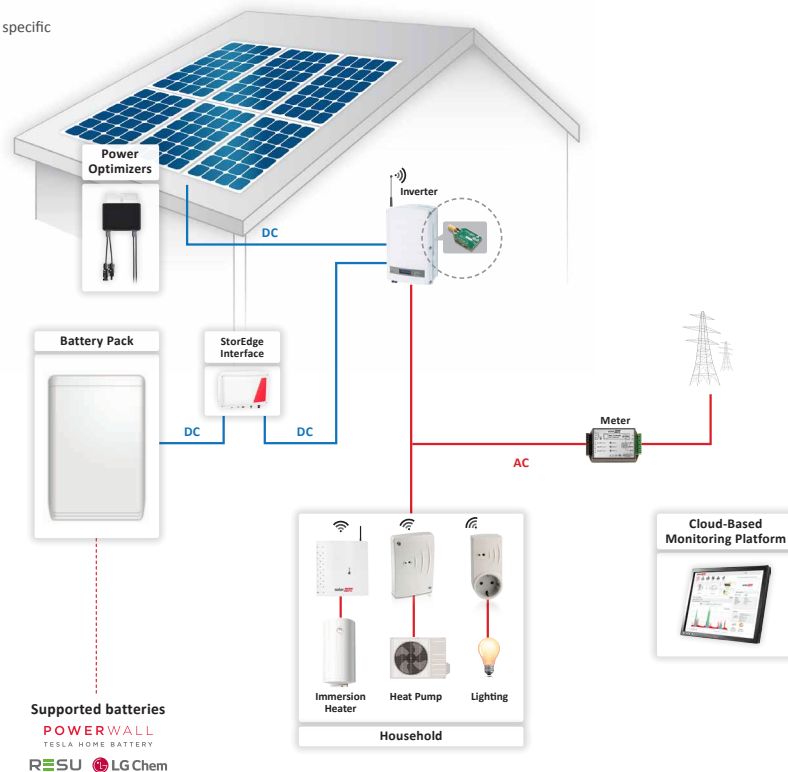 specific
Power
Optimizers
Inverter
DC
Battery Pack
StorEdge
Interface
DC
DC
Meter
AC
Cloud-Based
Monitoring Platform
Immersion
Heater
Heat Pump
Lighting
Household
Supported batteries
POWERWALL
TESLA HOME BATTERY
RESU LG Chem